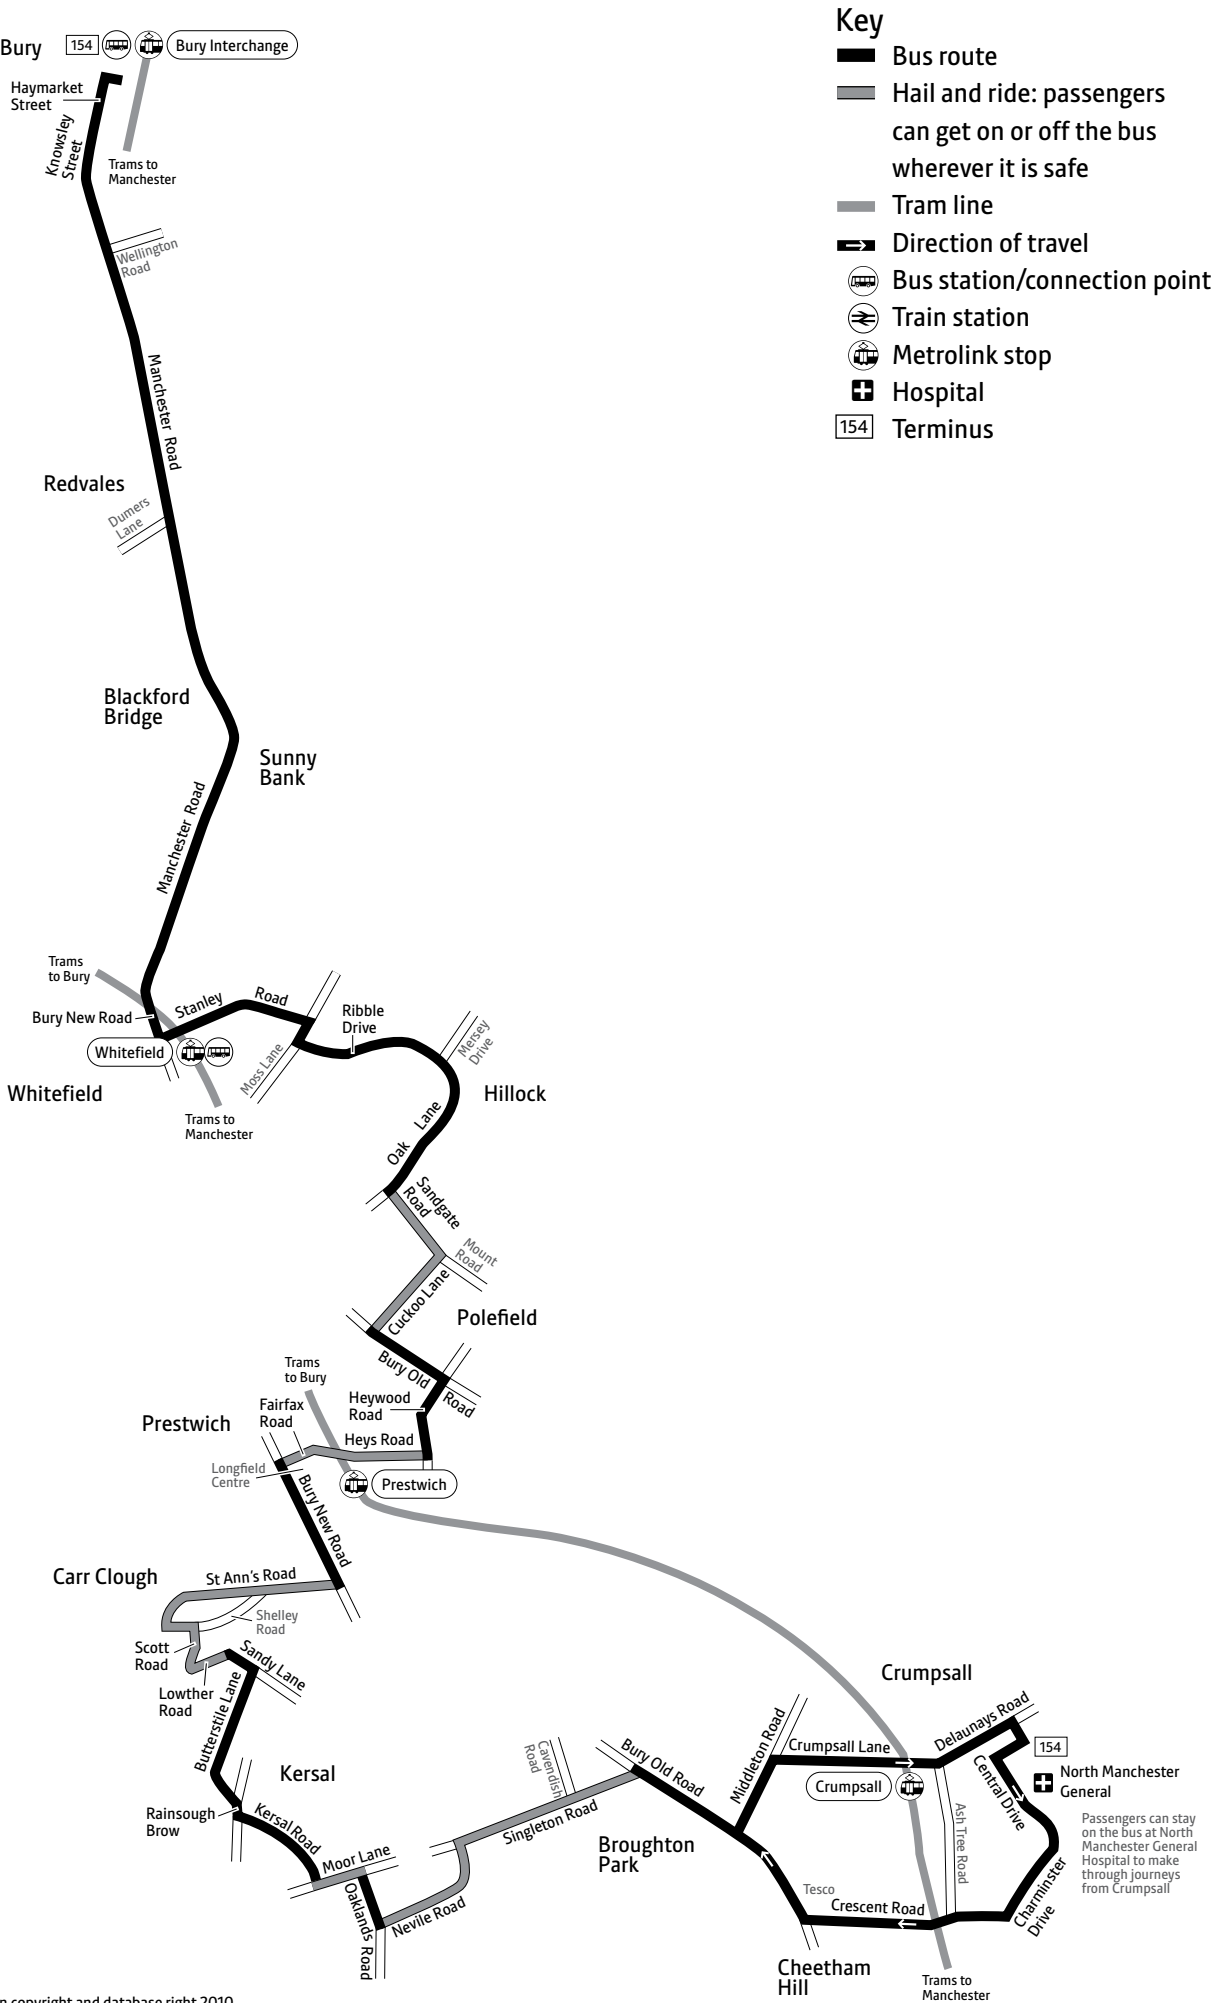 Bury
154
Bury Interchange
Haymarket
Street
Knowsley
Street
Trams to
Manchester
Wellington
Road
Manchester Road
Redvales
Dumers
Lane
Blackford
Bridge
Sunny
Bank
Manchester Road
Trams
to Bury
Bury New Road
Stanley Road
Ribble
Drive
Mersey
Drive
Whitefield
Moss Lane
Whitefield
Hillock
Trams to
Manchester
Oak Lane
Sandgate
Road
Mount
Road
Cuckoo Lane
Polefield
Bury Old Road
Trams
to Bury
Heywood
Road
Fairfax
Road
Prestwich
Heys Road
Longfield
Centre
Prestwich
Bury New Road
Carr Clough
St Ann's Road
Shelley
Road
Scott
Road
Sandy Lane
Lowther
Road
Butterstile Lane
Kersal
Rainsough
Brow
Kersal Road
Moor Lane
Oaklands Road
Nevile Road
Cavendish
Road
Singleton Road
Bury Old Road
Broughton
Park
Middleton Road
Crumpsall
Crumpsall Lane
Delaunays Road
Crumpsall
154
North Manchester
General
Central Drive
Ash Tree Road
Passengers can stay
on the bus at North
Manchester General
Hospital to make
through journeys
from Crumpsall
Charminster
Drive
Tesco
Crescent Road
Cheetham
Hill
Trams to
Manchester
n copyright and database right 2010
Key
Bus route
Hail and ride: passengers
can get on or off the bus
wherever it is safe
Tram line
Direction of travel
Bus station/connection point
Train station
Metrolink stop
Hospital
154 Terminus